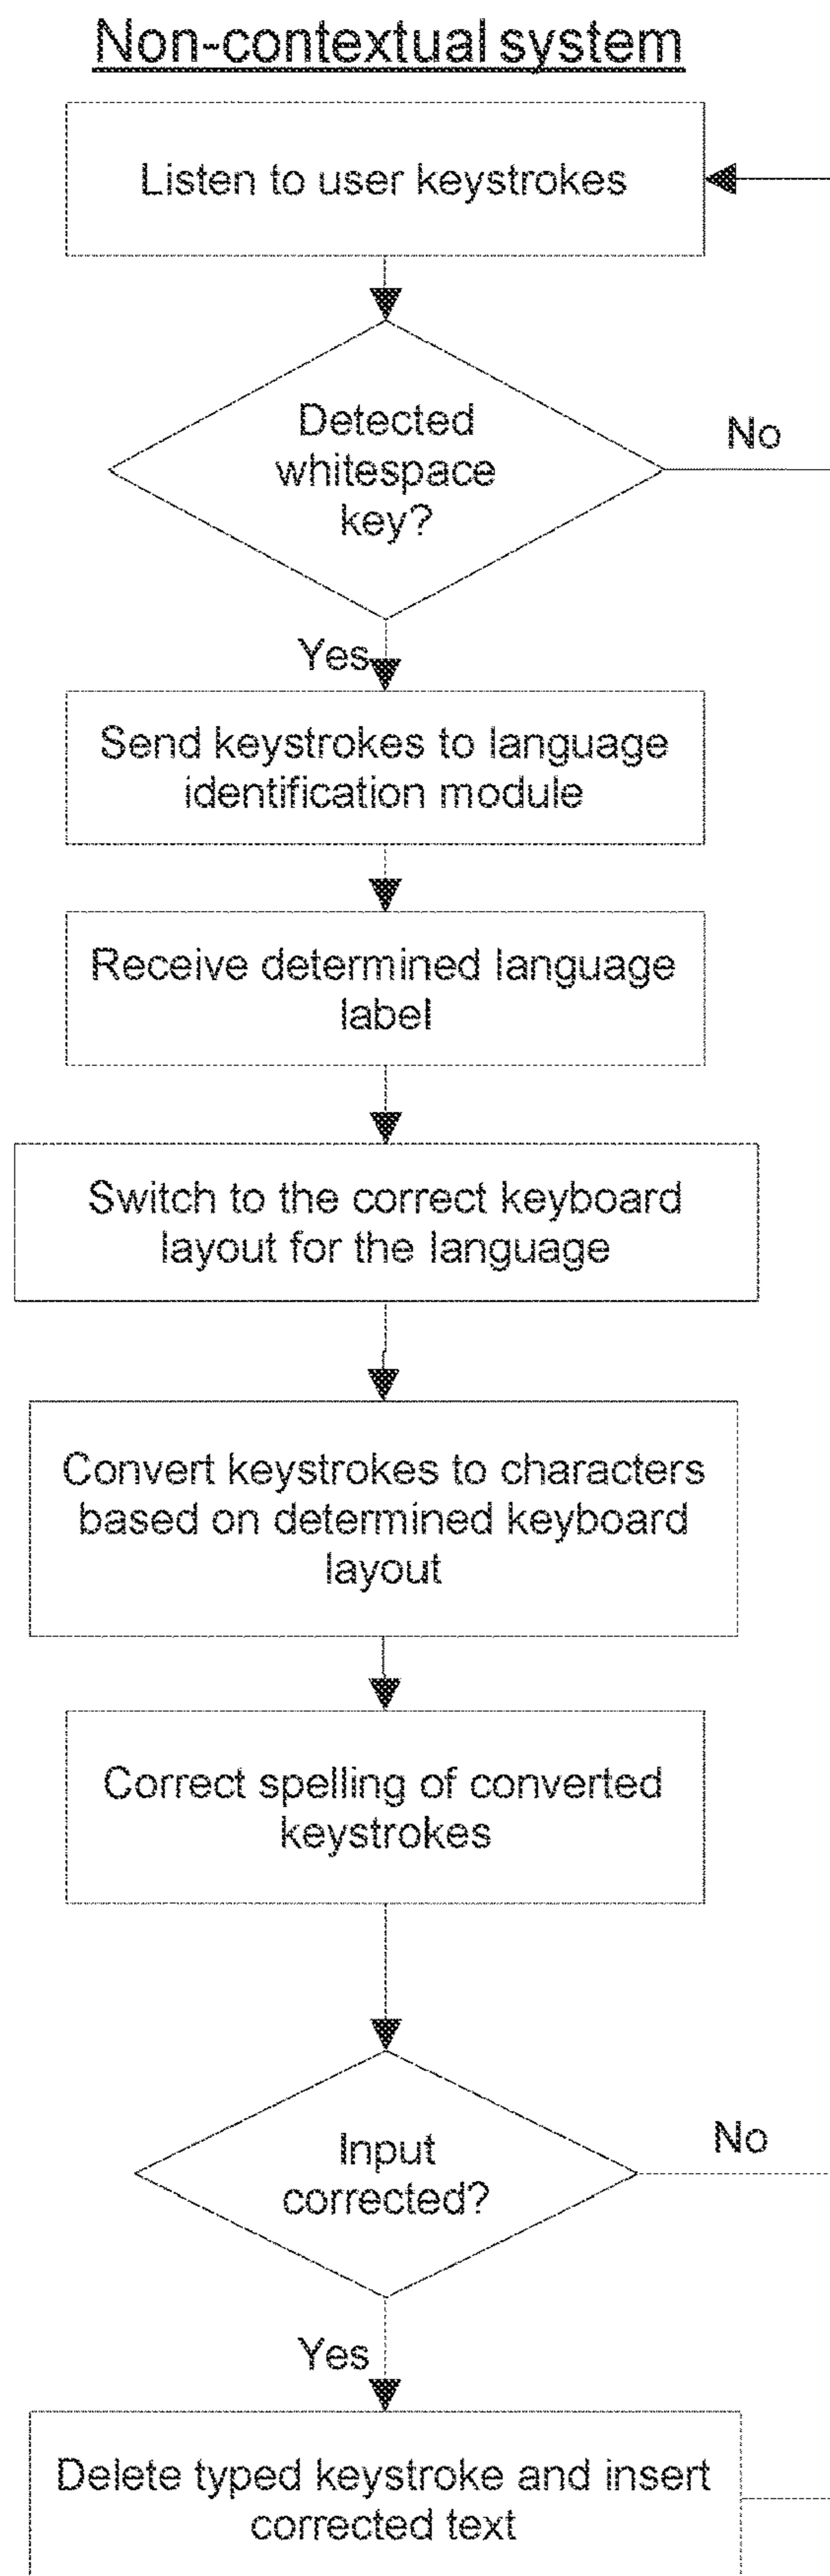 Non-contextual system
Listen to user keystrokes
Detected
whitespace
key?
No
Yes
Send keystrokes to language
identification module
Receive determined language
label
Switch to the correct keyboard
layout for the language
Convert keystrokes to characters
based on determined keyboard
layout
Correct spelling of converted
keystrokes
Input
corrected?
No
Yes
Delete typed keystroke and insert
corrected text